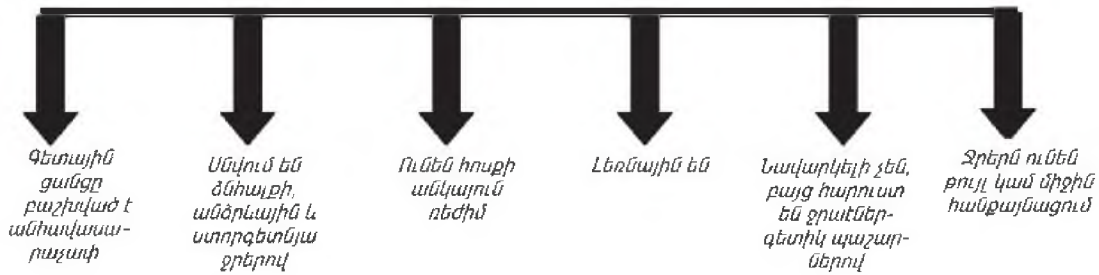 Գետային
ցանցը
բաշխված է
անհավասա-
րաչափ
Սնվում են
ձնհալքի,
անձրևային և
ստորգետնյա
ջրերով
Ունեն հոսքի
անկայուն
ռեժիմ
Լեռնային են
Նավարկելի չեն,
բայց հարուստ
են ջրաէներ-
գետիկ պաշար-
ներով
Ջրերն ունեն
թույլ կամ միջին
հանքայնացում